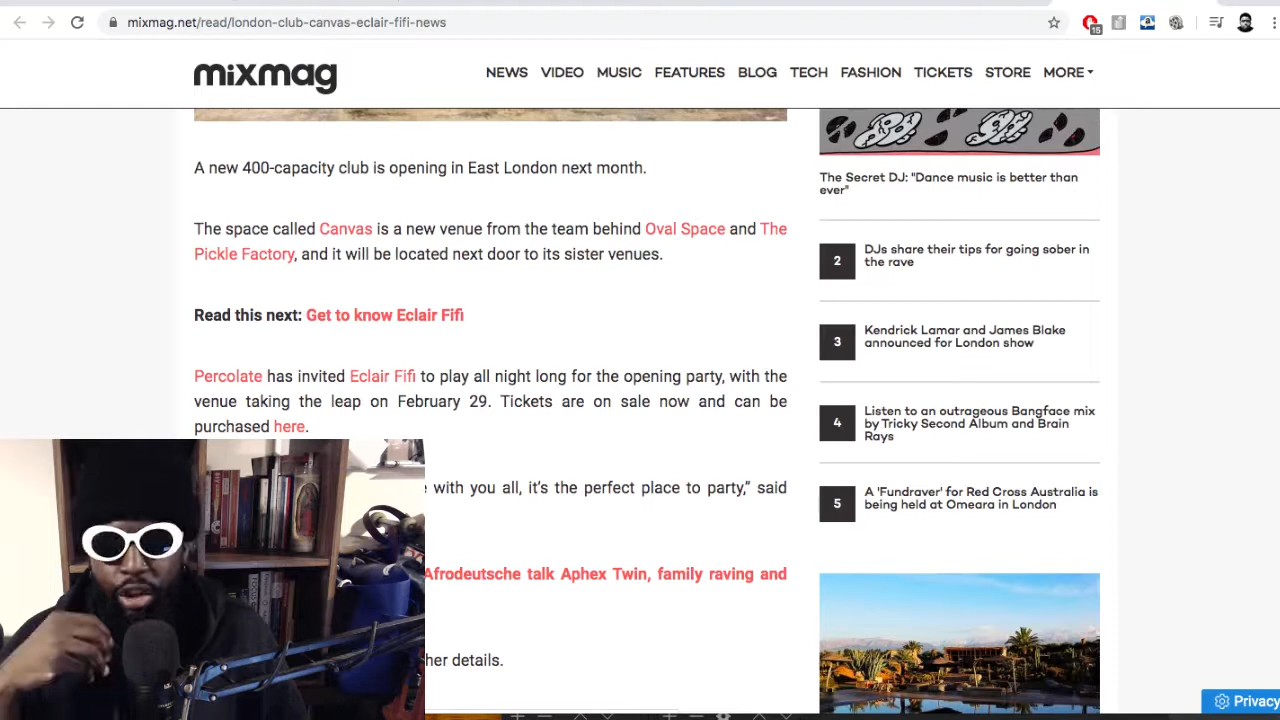 mixmag.net/read/london-club-canvas-eclair-fifi-news
15
mixmag
NEWS VIDEO MUSIC FEATURES BLOG TECH FASHION TICKETS STORE MORE
A new 400-capacity club is opening in East London next month.
The space called Canvas is a new venue from the team behind Oval Space and The
Pickle Factory, and it will be located next door to its sister venues.
Read this next: Get to know Eclair Fifi
Percolate has invited Eclair Fifi to play all night long for the opening party, with the
venue taking the leap on February 29. Tickets are on sale now and can be
purchased here.
with you all, it’s the perfect place to party,” said
Afrodeutsche talk Aphex Twin, family raving and
her details.
The Secret DJ: "Dance music is better than
ever"
2
DJs share their tips for going sober in
the rave
3
Kendrick Lamar and James Blake
announced for London show
4
Listen to an outrageous Bangface mix
by Tricky Second Album and Brain
Rays
5
A 'Fundraver' for Red Cross Australia is
being held at Omeara in London
Privacy